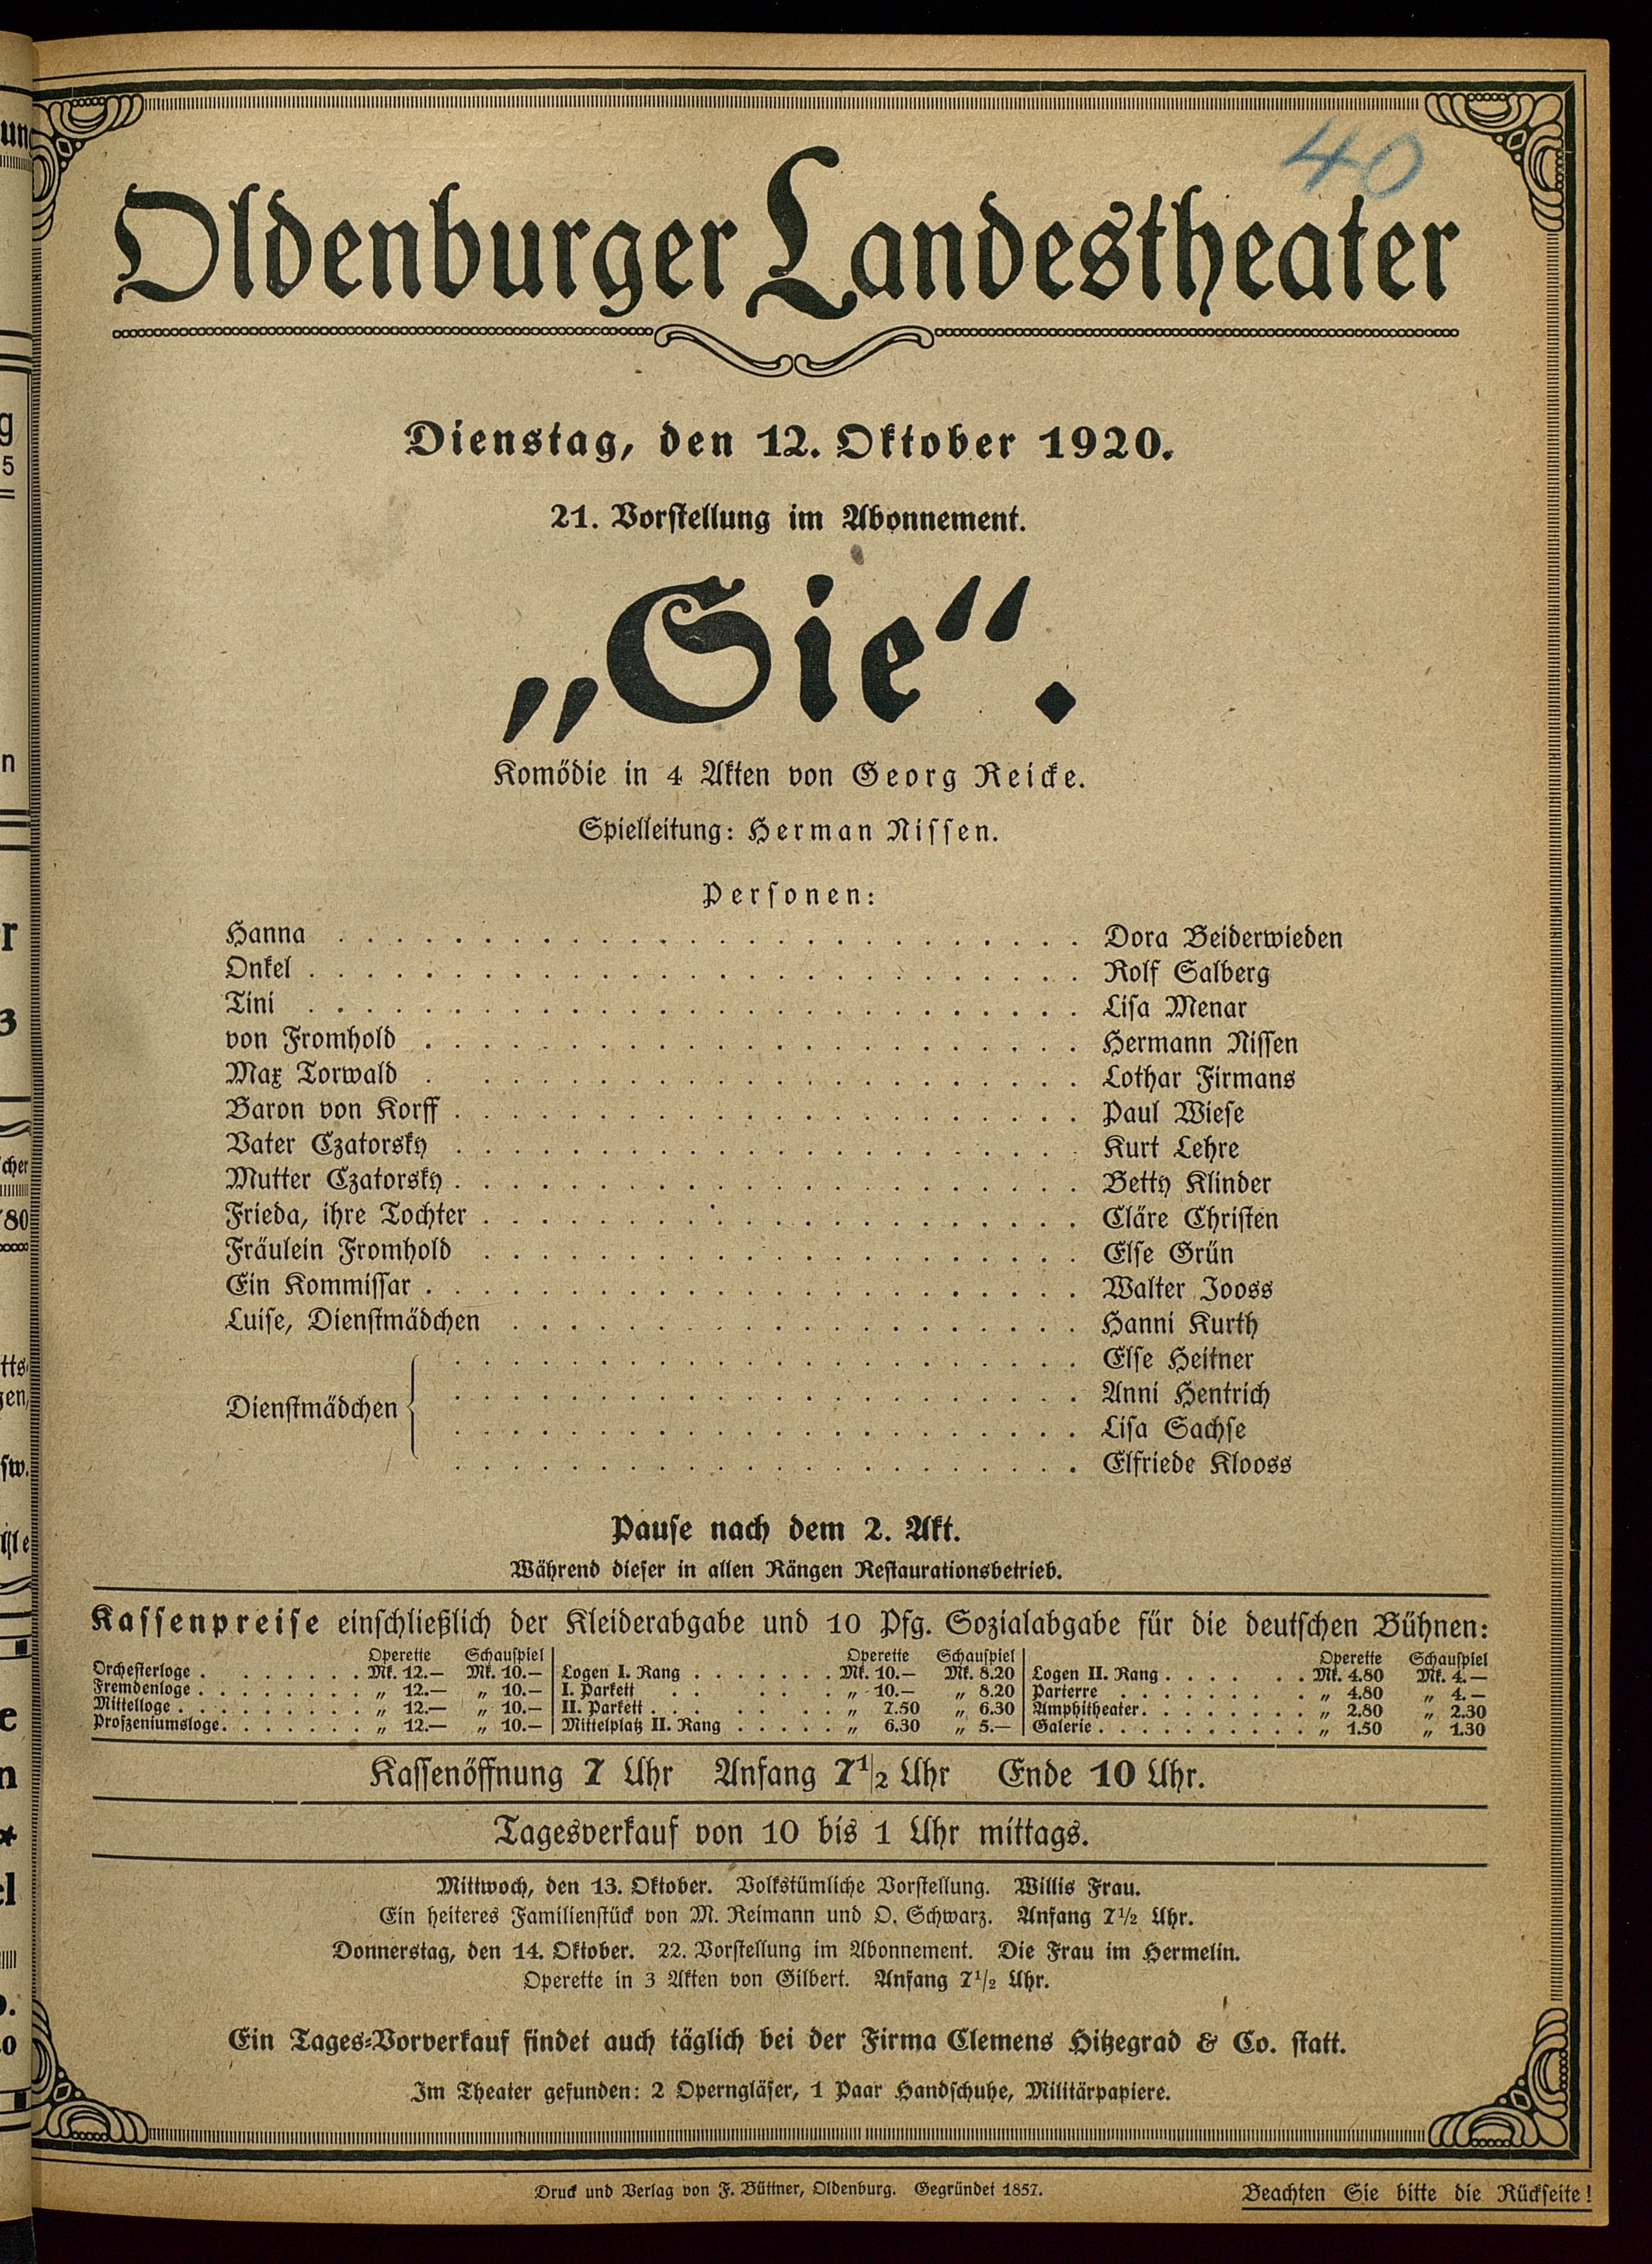 40
Oldenburger Landestheater
Dienstag, den 12. Oktober 1920.
21. Vorstellung im Abonnement.
„Sie“.
Komödie in 4 Akten von Georg Reicke.
Spielleitung: Herman Nissen.
Personen:
Hanna . . . . . Dora Beiderwieden
Onkel . . . . . Rolf Salberg
Tini . . . . . Lisa Menar
von Fromhold . . . . . Hermann Nissen
Max Torwald . . . . . Lothar Firmans
Baron von Korff . . . . . Paul Wiese
Vater Czatorsky . . . . . Kurt Lehre
Mutter Czatorsky . . . . . Betty Klinder
Frieda, ihre Tochter . . . . . Cläre Christen
Fräulein Fromhold . . . . . Else Grün
Ein Kommissar . . . . . Walter Jooss
Luise, Dienstmädchen . . . . . Hanni Kurth
Dienstmädchen { . . . . . Else Heitner
. . . . . Anni Hentrich
. . . . . Lisa Sachse
. . . . . Elfriede Klooss
Pause nach dem 2. Akt.
Während dieser in allen Rängen Restaurationsbetrieb.
Kassenpreise einschließlich der Kleiderabgabe und 10 Pfg. Sozialabgabe für die deutschen Bühnen:
Operette Schauspiel
Orchesterloge . . . . . Mk. 12.— Mk. 10.—
Fremdenloge . . . . . „ 12.— „ 10.—
Mittelloge . . . . . „ 12.— „ 10.—
Proszeniumsloge . . . . . „ 12.— „ 10.—
Operette Schauspiel
Logen I. Rang . . . . . Mk. 10.— Mk. 8.20
I. Parkett . . . . . „ 10.— „ 8.20
II. Parkett . . . . . „ 7.50 „ 6.30
Mittelplatz II. Rang . . . . . „ 6.30 „ 5.—
Operette Schauspiel
Logen II. Rang . . . . . Mk. 4.80 Mk. 4.—
Parterre . . . . . „ 4.80 „ 4.—
Amphitheater . . . . . „ 2.80 „ 2.30
Galerie . . . . . „ 1.50 „ 1.30
Kassenöffnung 7 Uhr Anfang 7 1/2 Uhr Ende 10 Uhr.
Tagesverkauf von 10 bis 1 Uhr mittags.
Mittwoch, den 13. Oktober. Volkstümliche Vorstellung. Willis Frau.
Ein heiteres Familienstück von M. Reimann und O. Schwarz. Anfang 7 1/2 Uhr.
Donnerstag, den 14. Oktober. 22. Vorstellung im Abonnement. Die Frau im Hermelin.
Operette in 3 Akten von Gilbert. Anfang 7 1/2 Uhr.
Ein Tages-Vorverkauf findet auch täglich bei der Firma Clemens Hitzegrad & Co. statt.
Im Theater gefunden: 2 Operngläser, 1 Paar Handschuhe, Militärpapiere.
Druck und Verlag von F. Büttner, Oldenburg. Gegründet 1857.
Beachten Sie bitte die Rückseite!